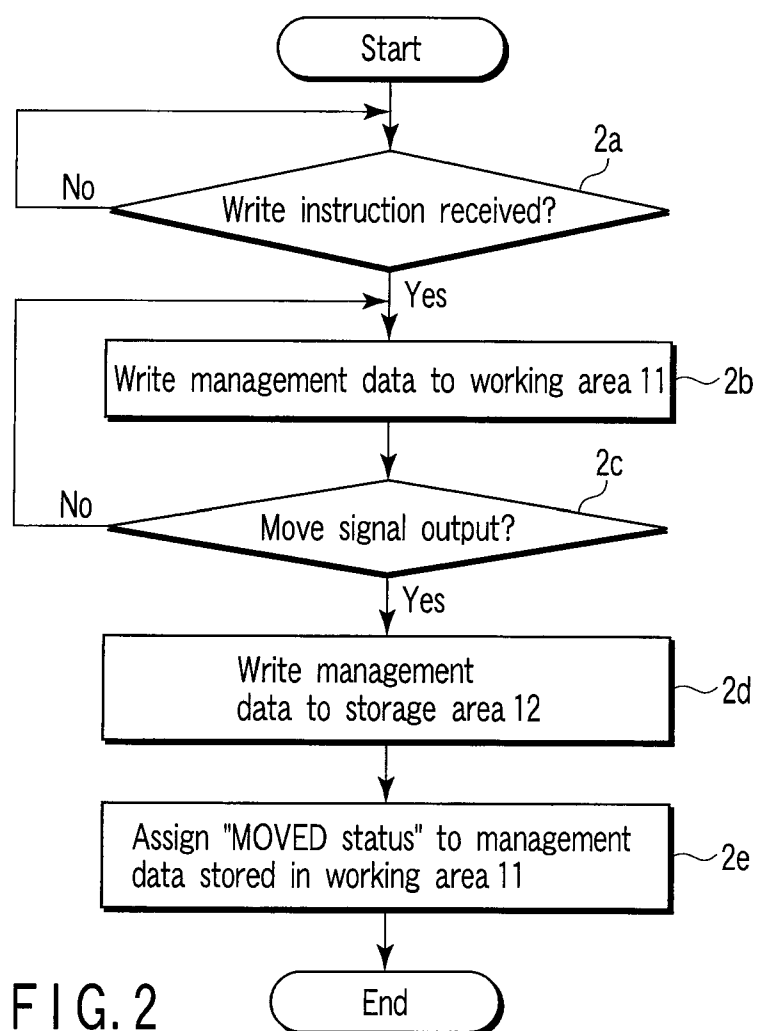 Start
2a
No
Write instruction received?
Yes
Write management data to working area 11
2b
2c
No
Move signal output?
Yes
Write management
data to storage area 12
2d
Assign "MOVED status" to management
data stored in working area 11
2e
End
FIG. 2